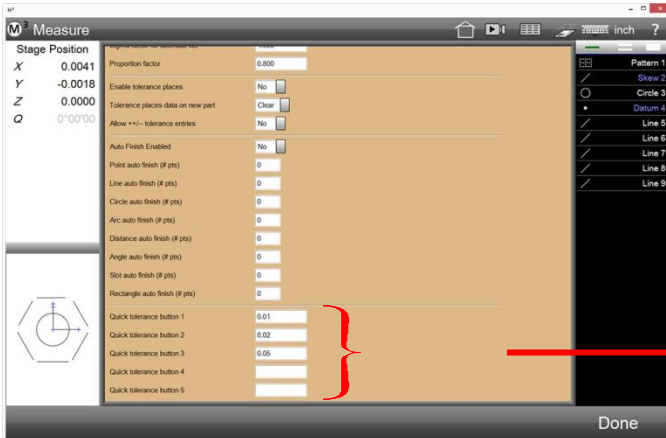 M³
M³ Measure
inch ?
Stage Position
X 0.0041
Y -0.0018
Z 0.0000
Q 0°00'00
Proportion factor 0.800
Enable tolerance places No
Tolerance places data on new part Clear
Allow ++/-- tolerance entries No
Auto Finish Enabled No
Point auto finish (# pts) 0
Line auto finish (# pts) 0
Circle auto finish (# pts) 0
Arc auto finish (# pts) 0
Distance auto finish (# pts) 0
Angle auto finish (# pts) 0
Slot auto finish (# pts) 0
Rectangle auto finish (# pts) 0
Quick tolerance button 1 0.01
Quick tolerance button 2 0.02
Quick tolerance button 3 0.05
Quick tolerance button 4
Quick tolerance button 5
Pattern 1
Skew 2
Circle 3
Datum 4
Line 5
Line 6
Line 7
Line 8
Line 9
Done